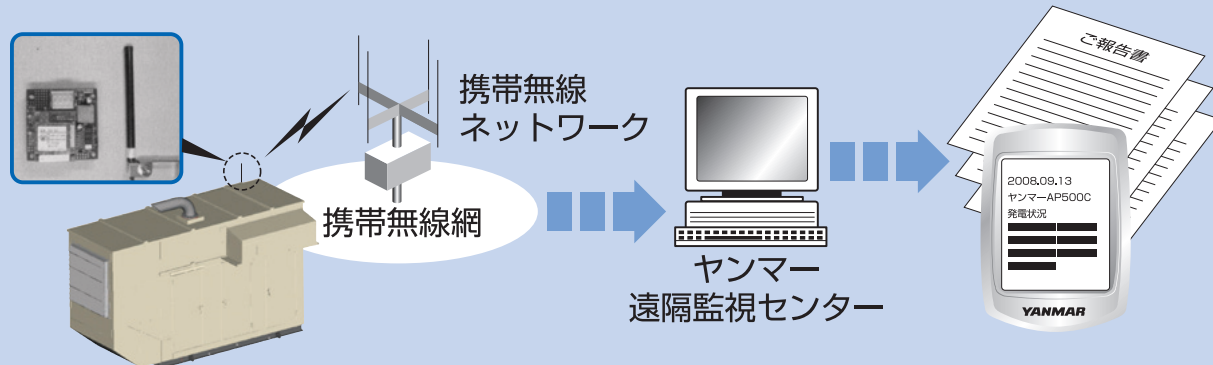 携帯無線
ネットワーク
携帯無線網
ヤンマー
遠隔監視センター
ご報告書
2008.09.13
ヤンマーAP500C
発電状況
YANMAR